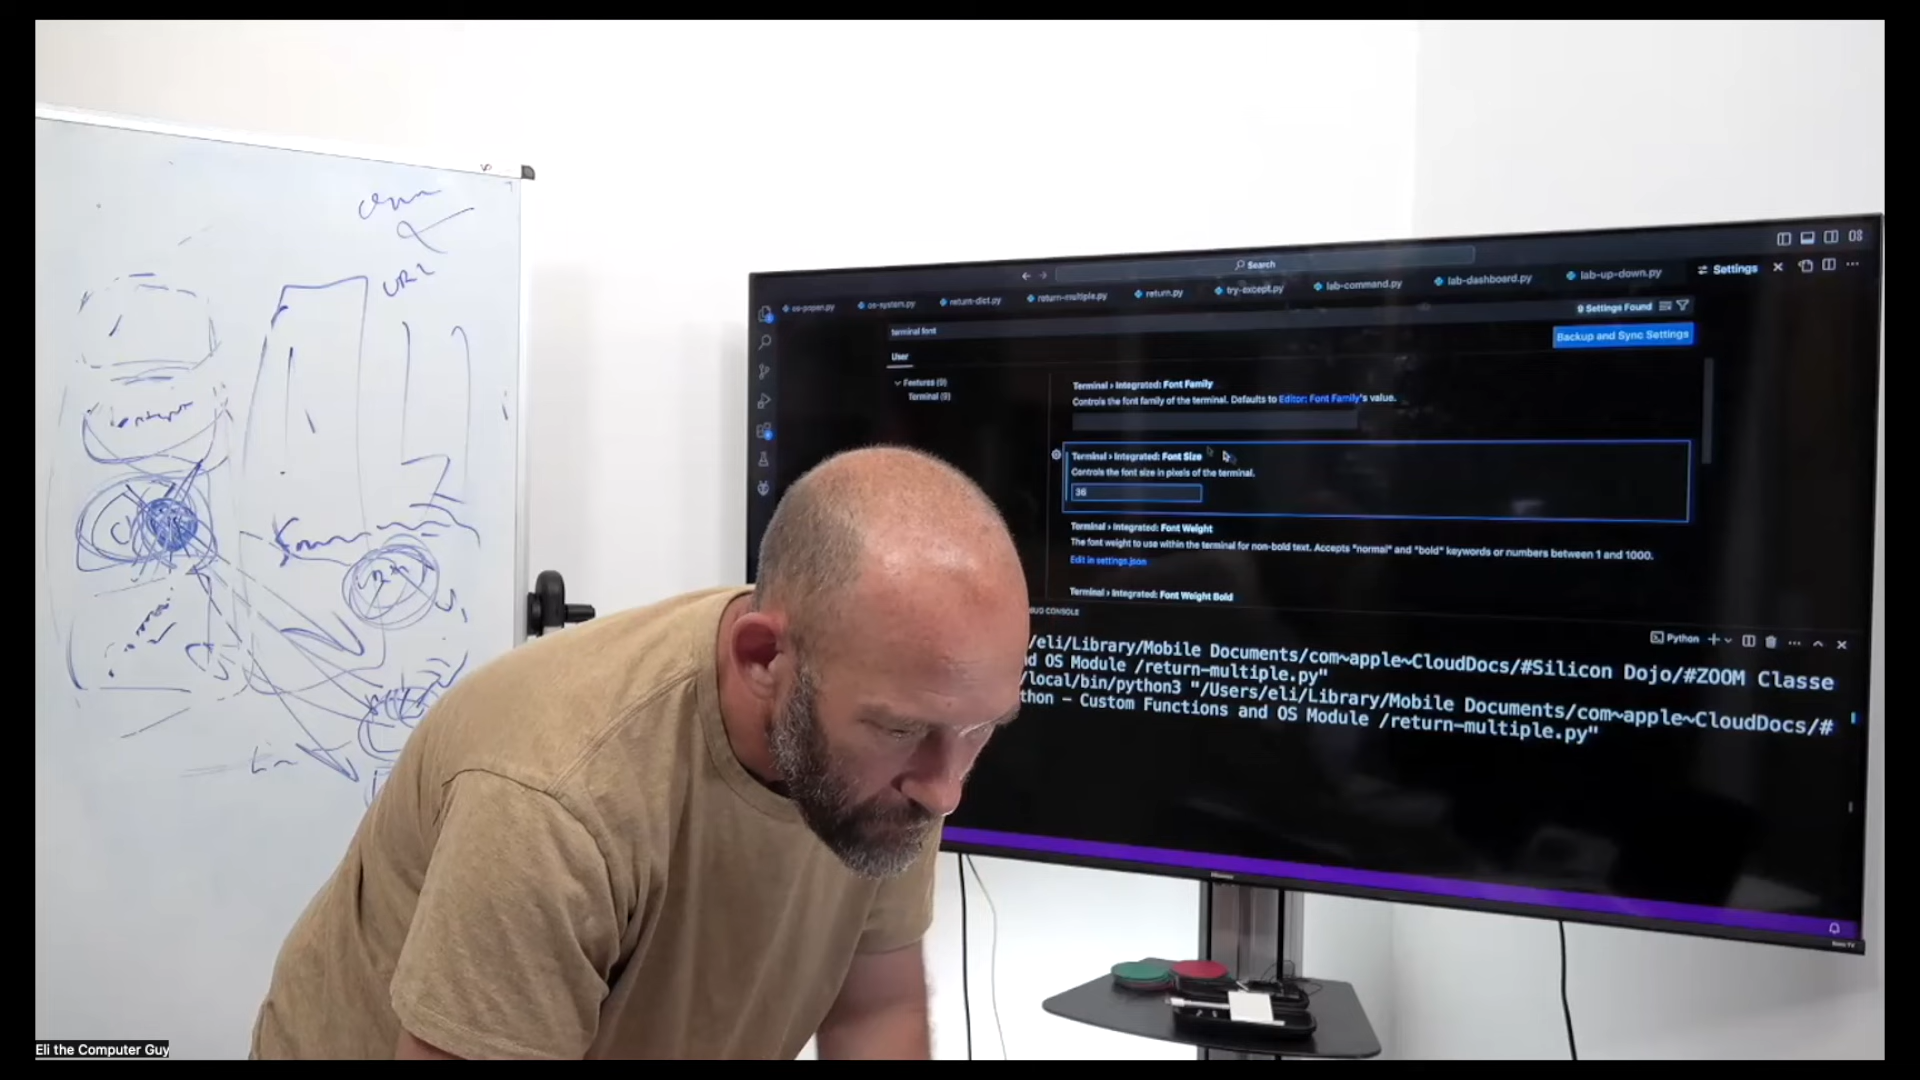 Search
os-popen.py
os-system.py
return-dict.py
return-multiple.py
return.py
try-except.py
lab-command.py
lab-dashboard.py
lab-up-down.py
Settings
terminal font
9 Settings Found
Backup and Sync Settings
User
Features (9)
Terminal (9)
Terminal › Integrated: Font Family
Controls the font family of the terminal. Defaults to Editor: Font Family's value.
Terminal › Integrated: Font Size
Controls the font size in pixels of the terminal.
36
Terminal › Integrated: Font Weight
The font weight to use within the terminal for non-bold text. Accepts "normal" and "bold" keywords or numbers between 1 and 1000.
Edit in settings.json
Terminal › Integrated: Font Weight Bold
CONSOLE
Python
/eli/Library/Mobile Documents/com~apple~CloudDocs/#Silicon Dojo/#ZOOM Classe
d OS Module /return-multiple.py"
/local/bin/python3 "/Users/eli/Library/Mobile Documents/com~apple~CloudDocs/#
thon - Custom Functions and OS Module /return-multiple.py"
Eli the Computer Guy